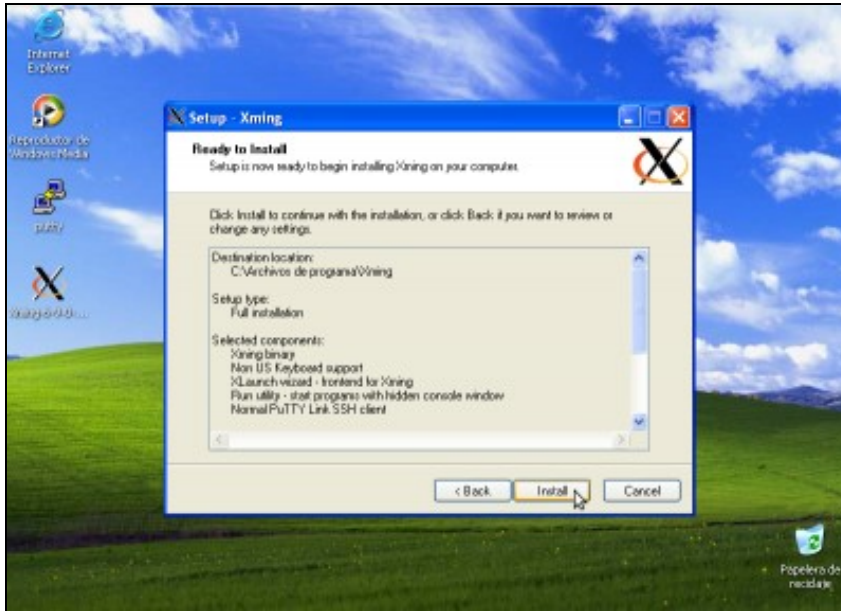 Internet
Explorer
Reproductor de
Windows Media
putty
Xming-6-9-0-...
Setup - Xming
Ready to Install
Setup is now ready to begin installing Xming on your computer.
Click Install to continue with the installation, or click Back if you want to review or
change any settings.
Destination location:
C:\Archivos de programa\Xming
Setup type:
Full installation
Selected components:
Xming binary
Non US Keyboard support
XLaunch wizard - frontend for Xming
Run utility - start programs with hidden console window
Normal PuTTY Link SSH client
< Back
Install
Cancel
Papelera de
reciclaje